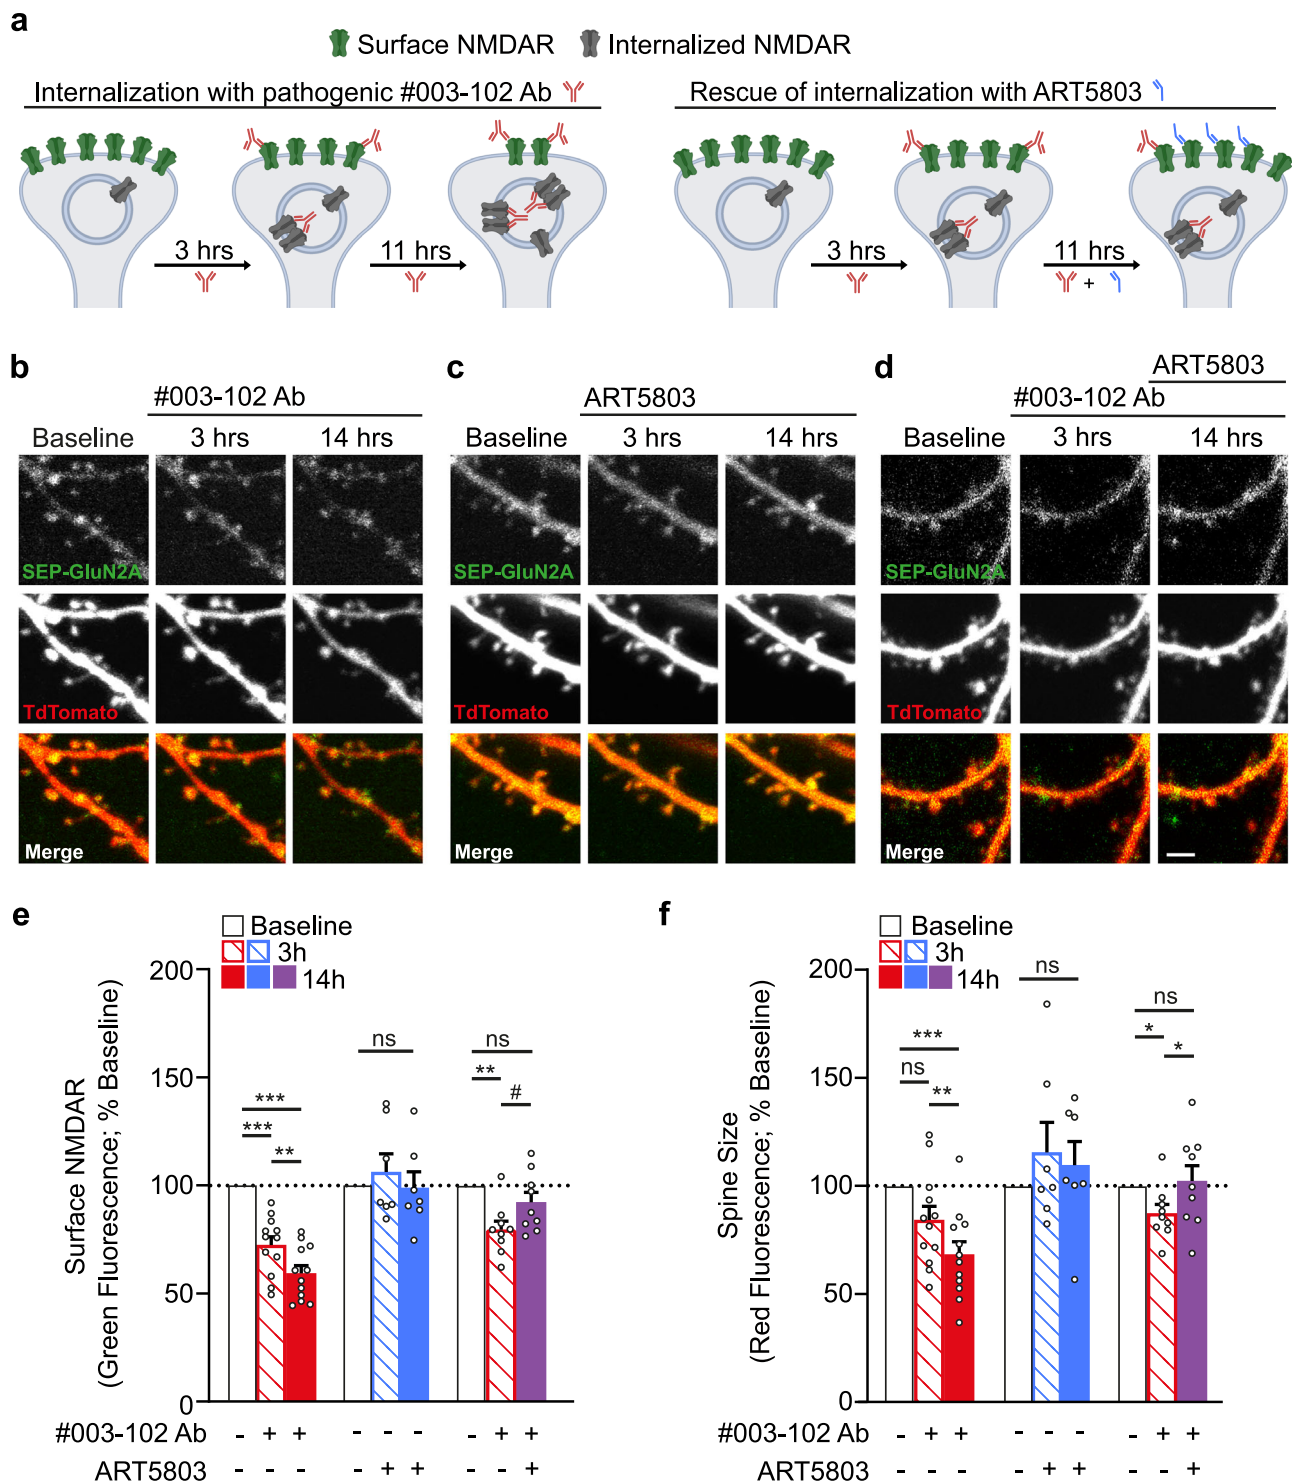 a
Surface NMDAR Internalized NMDAR
Internalization with pathogenic #003-102 Ab
Rescue of internalization with ART5803
3 hrs 11 hrs 3 hrs 11 hrs
+
b
#003-102 Ab
Baseline 3 hrs 14 hrs
SEP-GluN2A
TdTomato
Merge
c
ART5803
Baseline 3 hrs 14 hrs
SEP-GluN2A
TdTomato
Merge
d
ART5803
#003-102 Ab
Baseline 3 hrs 14 hrs
SEP-GluN2A
TdTomato
Merge
e
Baseline
3h
14h
Surface NMDAR
(Green Fluorescence; % Baseline)
200
150
100
50
0
***
***
**
ns
ns
**
#
#003-102 Ab - + + - - - - + +
ART5803 - - - - + + - - +
f
Baseline
3h
14h
Spine Size
(Red Fluorescence; % Baseline)
200
150
100
50
0
***
ns
**
ns
ns
*
*
#003-102 Ab - + + - - - - + +
ART5803 - - - - + + - - +